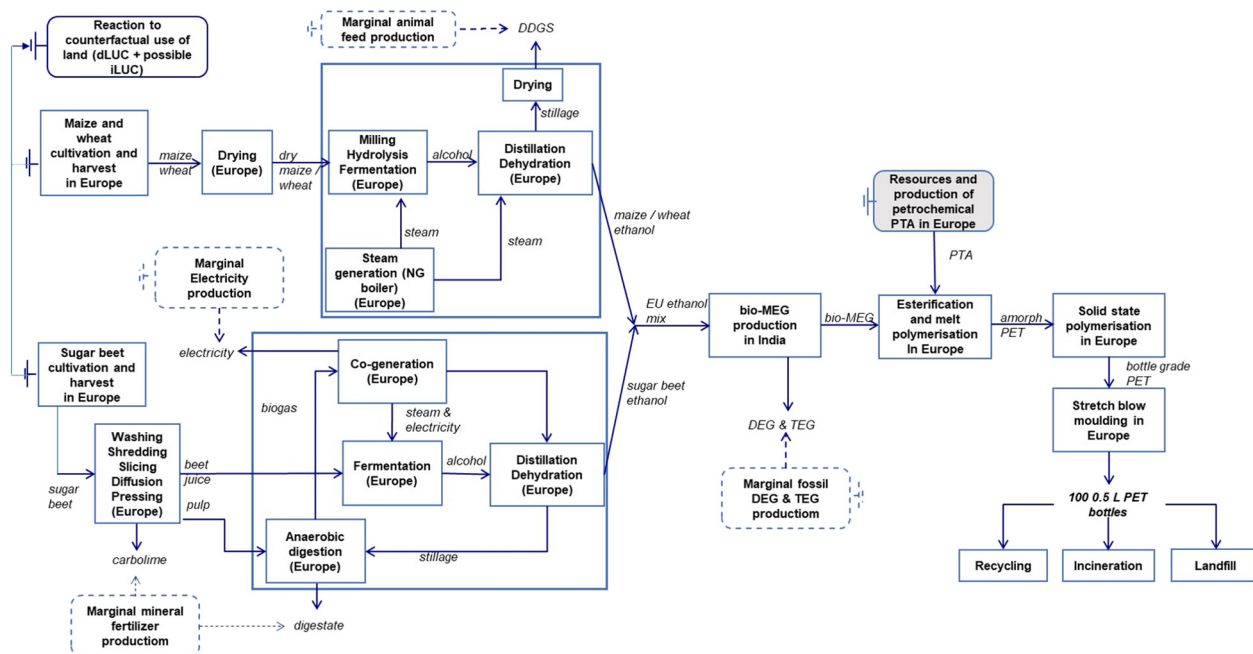 Reaction to
counterfactual use of
land (dLUC + possible
iLUC)
Marginal animal
feed production
DDGS
Drying
stillage
Maize and
wheat
cultivation and
harvest
in Europe
maize
wheat
Drying
(Europe)
dry
maize /
wheat
Milling
Hydrolysis
Fermentation
(Europe)
alcohol
Distillation
Dehydration
(Europe)
steam
steam
Steam
generation (NG
boiler)
(Europe)
maize / wheat
ethanol
Marginal
Electricity
production
electricity
Sugar beet
cultivation and
harvest
in Europe
sugar
beet
Washing
Shredding
Slicing
Diffusion
Pressing
(Europe)
beet
juice
pulp
carbolime
Marginal mineral
fertilizer
productiom
digestate
Co-generation
(Europe)
biogas
steam &
electricity
Fermentation
(Europe)
alcohol
Distillation
Dehydration
(Europe)
Anaerobic
digestion
(Europe)
stillage
sugar beet
ethanol
EU ethanol
mix
bio-MEG
production
in India
bio-MEG
DEG & TEG
Marginal fossil
DEG & TEG
productiom
Resources and
production of
petrochemical
PTA in Europe
PTA
Esterification
and melt
polymerisation
In Europe
amorph
PET
Solid state
polymerisation
in Europe
bottle grade
PET
Stretch blow
moulding in
Europe
100 0.5 L PET
bottles
Recycling
Incineration
Landfill